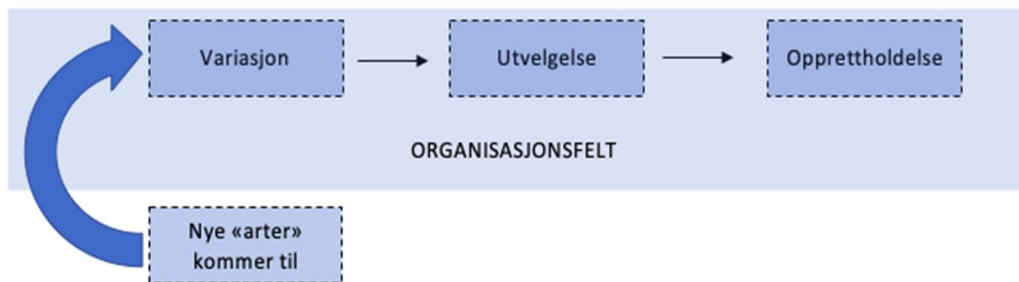 Variasjon
Utvelgelse
Opprettholdelse
ORGANISASJONSFELT
Nye «arter»
kommer til